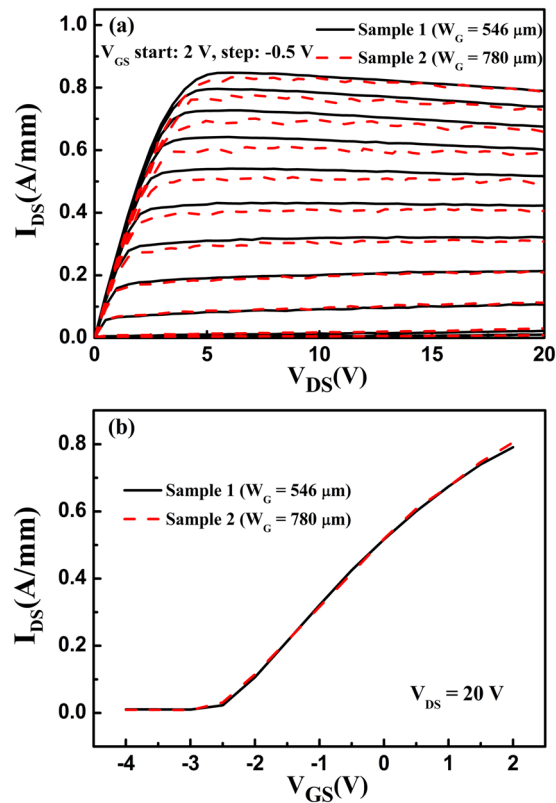 (a)
Sample 1 (W_G = 546 μm)
V_GS start: 2 V, step: -0.5 V
Sample 2 (W_G = 780 μm)
1.0
0.8
0.6
0.4
0.2
0.0
I_DS(A/mm)
0 5 10 15 20
V_DS(V)
(b)
0.8
0.6
0.4
0.2
0.0
I_DS(A/mm)
Sample 1 (W_G = 546 μm)
Sample 2 (W_G = 780 μm)
V_DS = 20 V
-4 -3 -2 -1 0 1 2
V_GS(V)